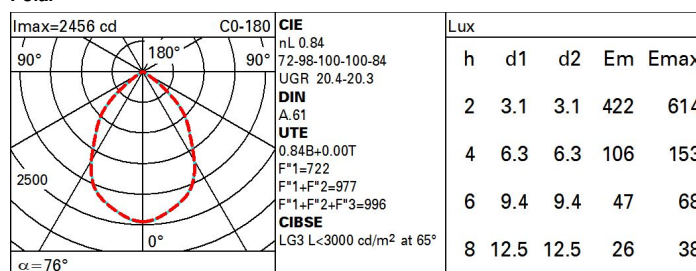 Imax=2456 cd C0-180
90° 180° 90°
2500
0°
α=76°
CIE
nL 0.84
72-98-100-100-84
UGR 20.4-20.3
DIN
A.61
UTE
0.84B+0.00T
F"1=722
F"1+F"2=977
F"1+F"2+F"3=996
CIBSE
LG3 L<3000 cd/m² at 65°
Lux
h d1 d2 Em Emax
2 3.1 3.1 422 614
4 6.3 6.3 106 153
6 9.4 9.4 47 68
8 12.5 12.5 26 38